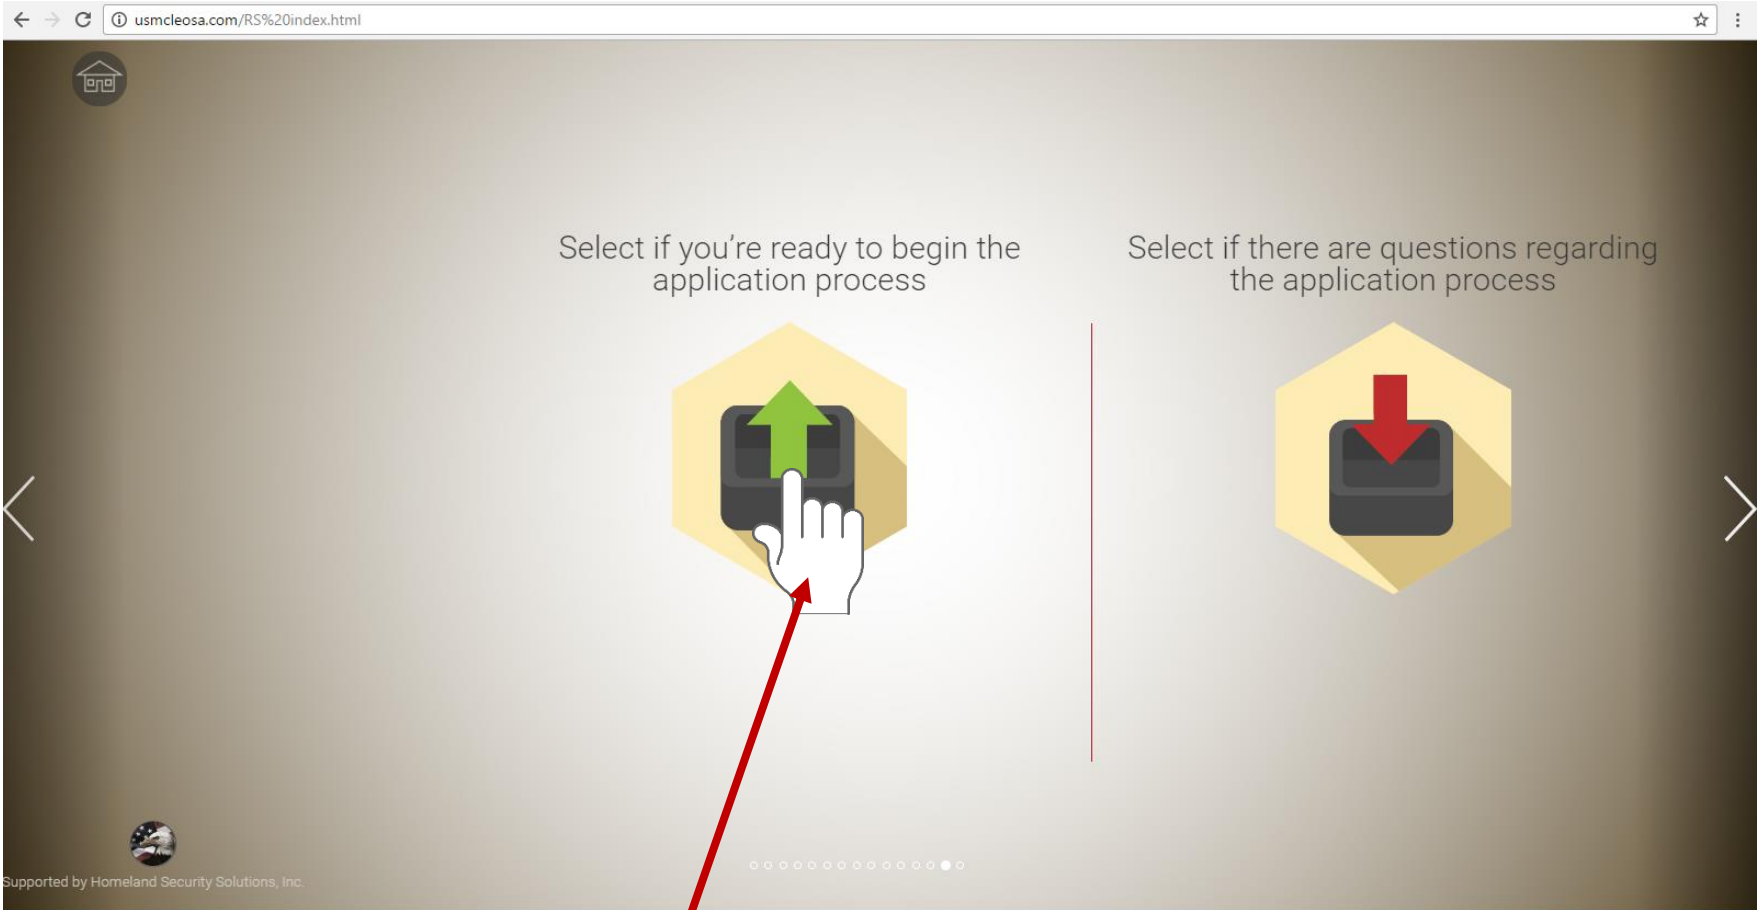 usmcleosa.com/RS%20index.html
Select if you’re ready to begin the
application process
Select if there are questions regarding
the application process
Supported by Homeland Security Solutions, Inc.